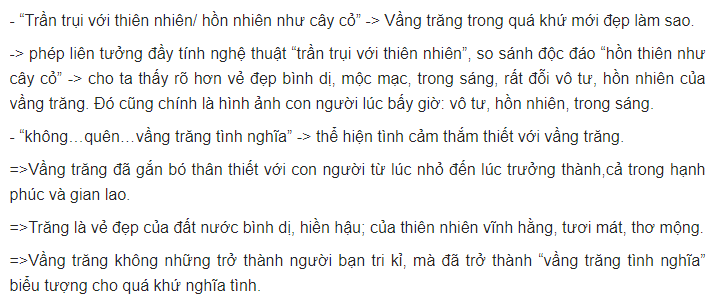 - “Trần trụi với thiên nhiên/ hồn nhiên như cây cỏ” -> Vầng trăng trong quá khứ mới đẹp làm sao.
-> phép liên tưởng đầy tính nghệ thuật “trần trụi với thiên nhiên”, so sánh độc đáo “hồn thiên như
cây cỏ” -> cho ta thấy rõ hơn vẻ đẹp bình dị, mộc mạc, trong sáng, rất đỗi vô tư, hồn nhiên của
vầng trăng. Đó cũng chính là hình ảnh con người lúc bấy giờ: vô tư, hồn nhiên, trong sáng.
- “không...quên...vầng trăng tình nghĩa” -> thể hiện tình cảm thắm thiết với vầng trăng.
=>Vầng trăng đã gắn bó thân thiết với con người từ lúc nhỏ đến lúc trưởng thành,cả trong hạnh
phúc và gian lao.
=>Trăng là vẻ đẹp của đất nước bình dị, hiền hậu; của thiên nhiên vĩnh hằng, tươi mát, thơ mộng.
=>Vầng trăng không những trở thành người bạn tri kỉ, mà đã trở thành “vầng trăng tình nghĩa”
biểu tượng cho quá khứ nghĩa tình.